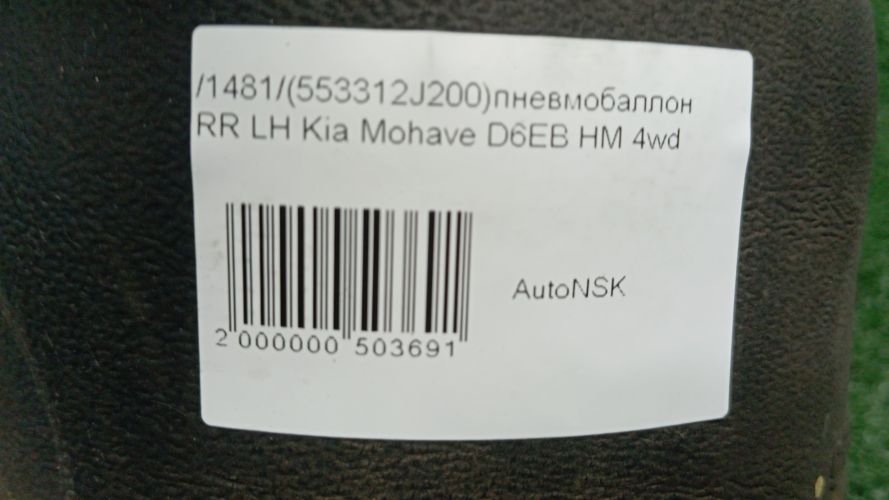 /1481/(553312J200)пневмобаллон
RR LH Kia Mohave D6EB HM 4wd
AutoNSK
2 000000 503691